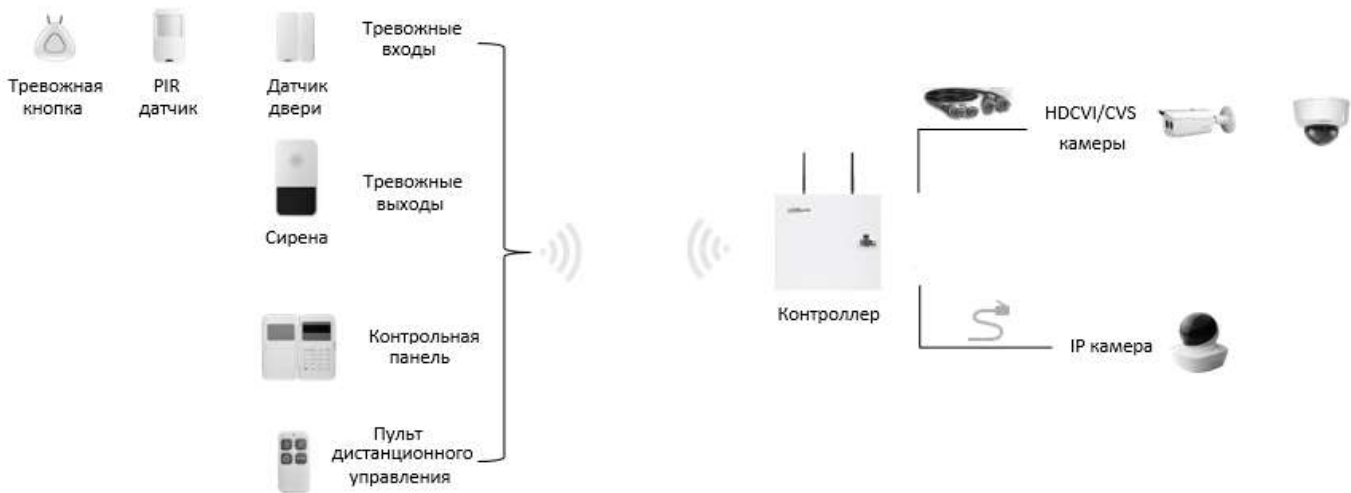 Тревожные
входы
Тревожная
кнопка
PIR
датчик
Датчик
двери
Тревожные
выходы
Сирена
Контрольная
панель
Пульт
дистанционного
управления
Контроллер
HDCVI/CVS
камеры
IP камера